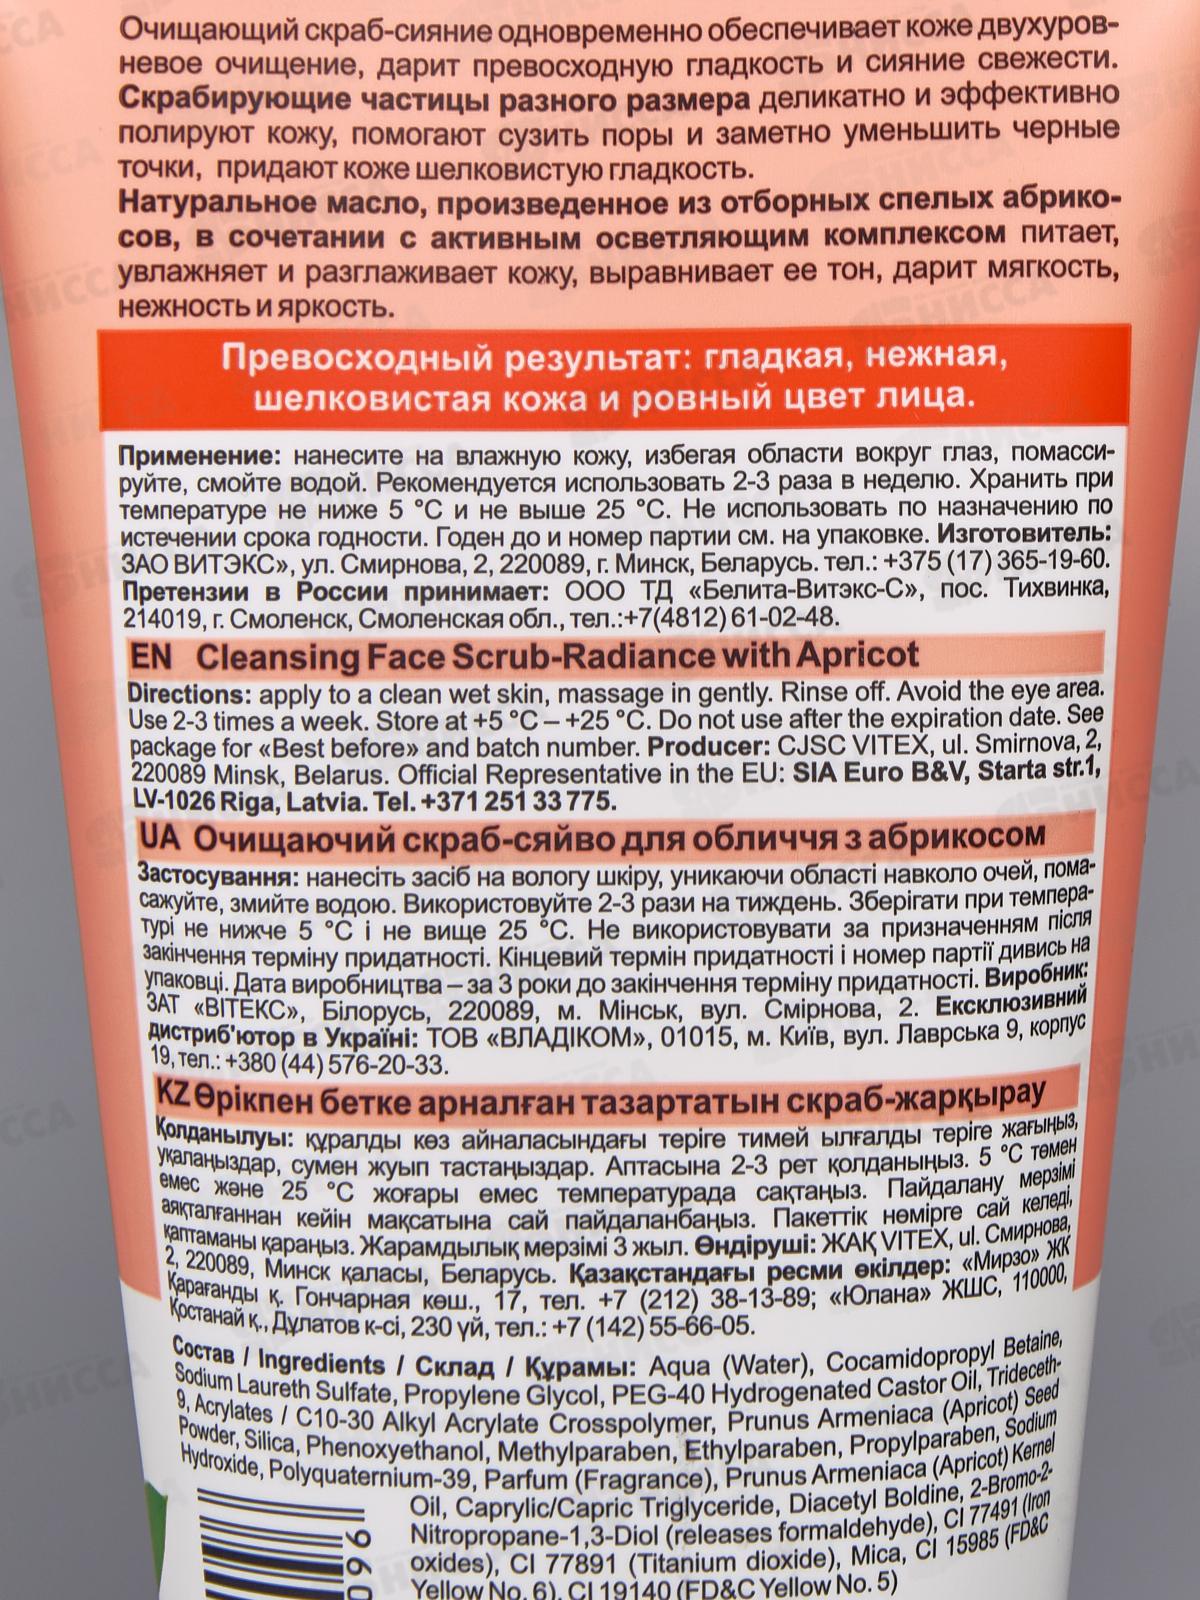 Очищающий скраб-сияние одновременно обеспечивает коже двухуров-
невое очищение, дарит превосходную гладкость и сияние свежести.
Скрабирующие частицы разного размера деликатно и эффективно
полируют кожу, помогают сузить поры и заметно уменьшить черные
точки, придают коже шелковистую гладкость.
Натуральное масло, произведенное из отборных спелых абрико-
сов, в сочетании с активным осветляющим комплексом питает,
увлажняет и разглаживает кожу, выравнивает ее тон, дарит мягкость,
нежность и яркость.
Превосходный результат: гладкая, нежная,
шелковистая кожа и ровный цвет лица.
Применение: нанесите на влажную кожу, избегая области вокруг глаз, помасси-
руйте, смойте водой. Рекомендуется использовать 2-3 раза в неделю. Хранить при
температуре не ниже 5 °С и не выше 25 °С. Не использовать по назначению по
истечении срока годности. Годен до и номер партии см. на упаковке. Изготовитель:
ЗАО ВИТЭКС», ул. Смирнова, 2, 220089, г. Минск, Беларусь. тел.: +375 (17) 365-19-60.
Претензии в России принимает: ООО ТД «Белита-Витэкс-С», пос. Тихвинка,
214019, г. Смоленск, Смоленская обл., тел.:+7(4812) 61-02-48.
EN Cleansing Face Scrub-Radiance with Apricot
Directions: apply to a clean wet skin, massage in gently. Rinse off. Avoid the eye area.
Use 2-3 times a week. Store at +5 °C – +25 °C. Do not use after the expiration date. See
package for «Best before» and batch number. Producer: CJSC VITEX, ul. Smirnova, 2,
220089 Minsk, Belarus. Official Representative in the EU: SIA Euro B&V, Starta str.1,
LV-1026 Riga, Latvia. Tel. +371 251 33 775.
UA Очищаючий скраб-сяйво для обличчя з абрикосом
Застосування: нанесіть засіб на вологу шкіру, уникаючи області навколо очей, пома-
сажуйте, змийте водою. Використовуйте 2-3 рази на тиждень. Зберігати при темпера-
турі не нижче 5 °С і не вище 25 °С. Не використовувати за призначенням після
закінчення терміну придатності. Кінцевий термін придатності і номер партії дивись на
упаковці. Дата виробництва – за 3 роки до закінчення терміну придатності. Виробник:
ЗАТ «ВІТЕКС», Білорусь, 220089, м. Мінськ, вул. Смірнова, 2. Ексклюзивний
дистриб'ютор в Україні: ТОВ «ВЛАДІКОМ», 01015, м. Київ, вул. Лаврська 9, корпус
19, тел.: +380 (44) 576-20-33.
KZ Өрікпен бетке арналған тазартатын скраб-жарқырау
Қолданылуы: құралды көз айналасындағы теріге тимей ылғалды теріге жағыңыз,
уқалаңыздар, сумен жуып тастаңыздар. Аптасына 2-3 рет қолданыңыз. 5 °С төмен
емес және 25 °С жоғары емес температурада сақтаңыз. Пайдалану мерзімі
аяқталғаннан кейін мақсатына сай пайдаланбаңыз. Пакеттік нөмірге сай келеді,
қаптаманы қараңыз. Жарамдылық мерзімі 3 жыл. Өндіруші: ЖАҚ VITEX, ul. Смирнова,
2, 220089, Минск қаласы, Беларусь. Қазақстандағы ресми өкілдер: «Мирзо» ЖК
Қарағанды қ. Гончарная көш., 17, тел. +7 (212) 38-13-89; «Юлана» ЖШС, 110000,
Қостанай қ., Дулатов к-сі, 230 үй, тел.: +7 (142) 55-66-05.
Состав / Ingredients / Склад / Құрамы: Aqua (Water), Cocamidopropyl Betaine,
Sodium Laureth Sulfate, Propylene Glycol, PEG-40 Hydrogenated Castor Oil, Trideceth-
9, Acrylates / C10-30 Alkyl Acrylate Crosspolymer, Prunus Armeniaca (Apricot) Seed
Powder, Silica, Phenoxyethanol, Methylparaben, Ethylparaben, Propylparaben, Sodium
Hydroxide, Polyquaternium-39, Parfum (Fragrance), Prunus Armeniaca (Apricot) Kernel
Oil, Caprylic/Capric Triglyceride, Diacetyl Boldine, 2-Bromo-2-
Nitropropane-1,3-Diol (releases formaldehyde), CI 77491 (Iron
oxides), CI 77891 (Titanium dioxide), Mica, CI 15985 (FD&C
Yellow No. 6), CI 19140 (FD&C Yellow No. 5)